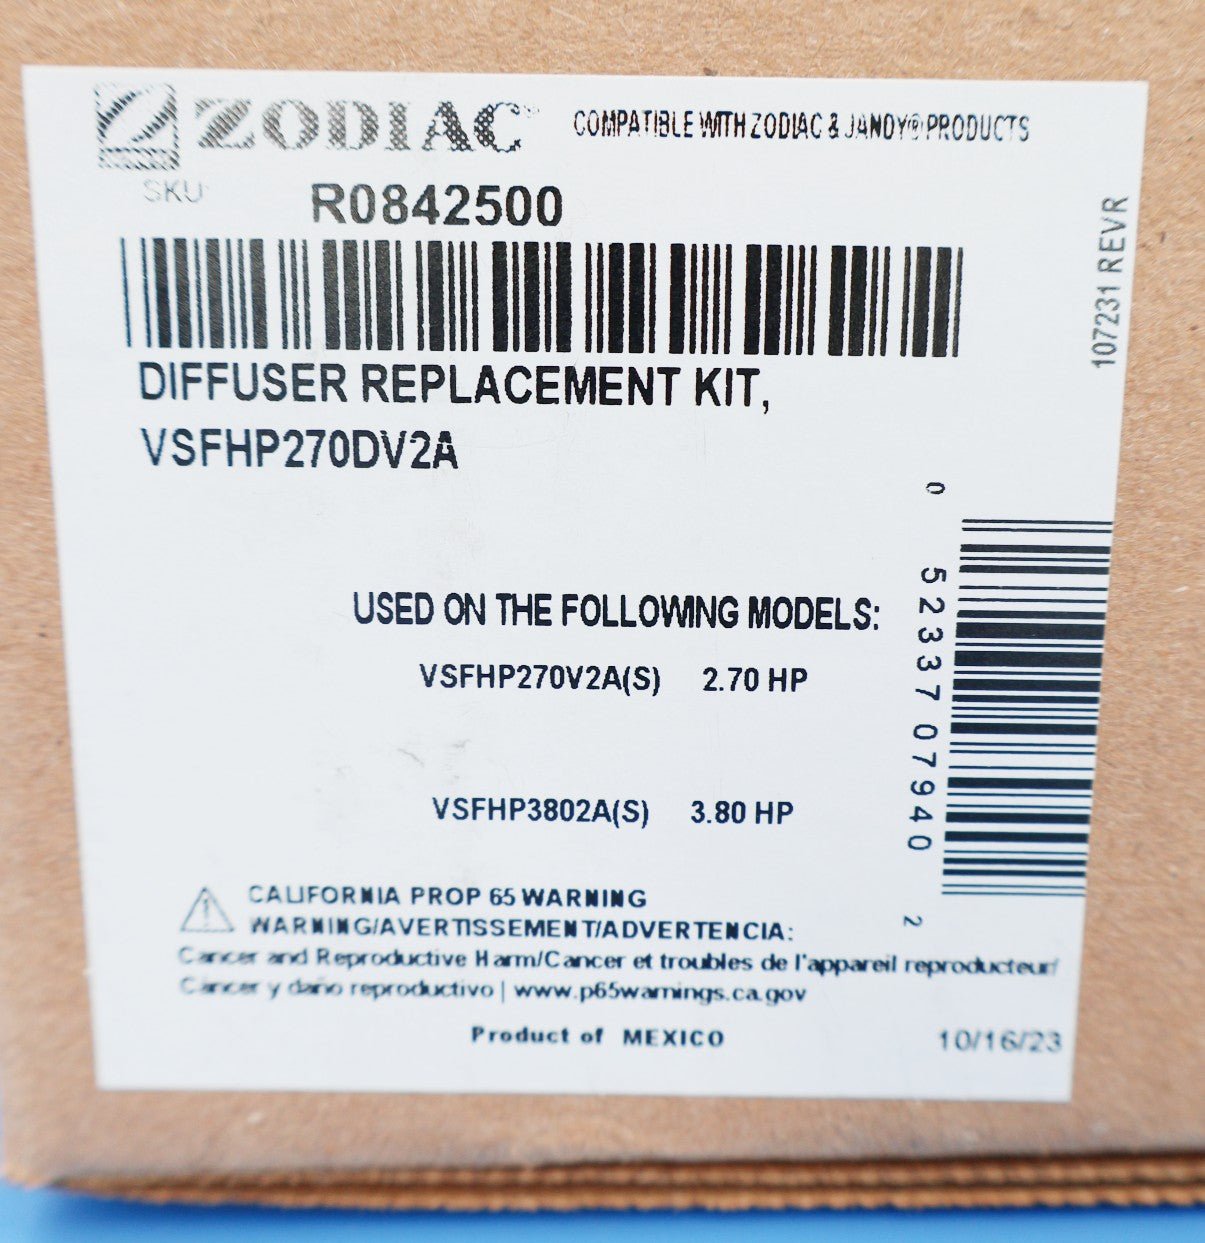 ZODIAC™ COMPATIBLE WITH ZODIAC & JANDY® PRODUCTS
SKU R0842500
107231 REV R
DIFFUSER REPLACEMENT KIT,
VSFHP270DV2A
USED ON THE FOLLOWING MODELS:
VSFHP270V2A(S) 2.70 HP
VSFHP3802A(S) 3.80 HP
0 52337 07940 2
CALIFORNIA PROP 65 WARNING
WARNING/AVERTISSEMENT/ADVERTENCIA:
Cancer and Reproductive Harm/Cancer et troubles de l'appareil reproducteur/
Cáncer y daño reproductivo | www.p65warnings.ca.gov
Product of MEXICO
10/16/23